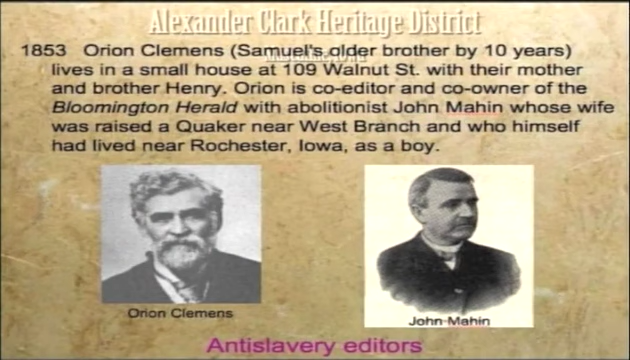 Alexander Clark Heritage District
1853 Orion Clemens (Samuel's older brother by 10 years)
lives in a small house at 109 Walnut St. with their mother
and brother Henry. Orion is co-editor and co-owner of the
Bloomington Herald with abolitionist John Mahin whose wife
was raised a Quaker near West Branch and who himself
had lived near Rochester, Iowa, as a boy.
Orion Clemens
John Mahin
Antislavery editors